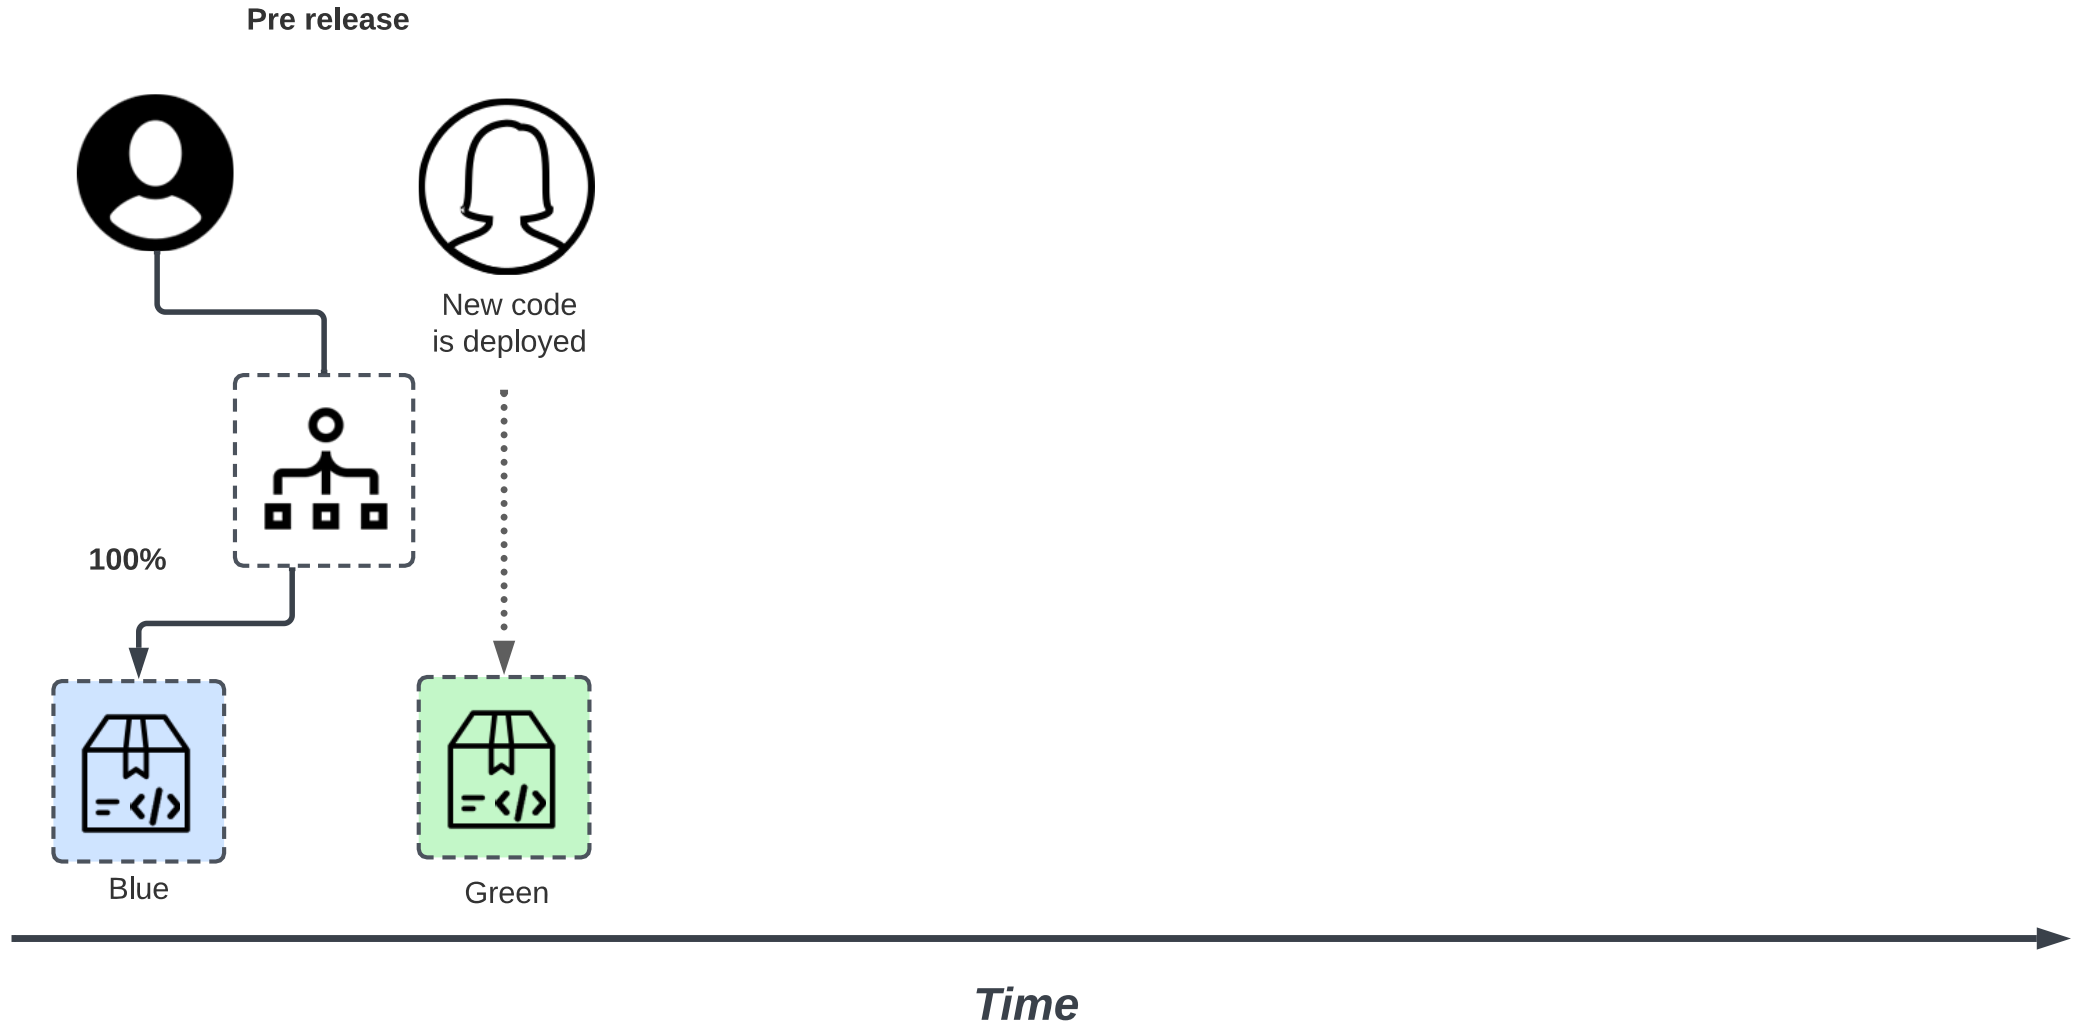 Pre release
New code
is deployed
100%
Blue
Green
Time